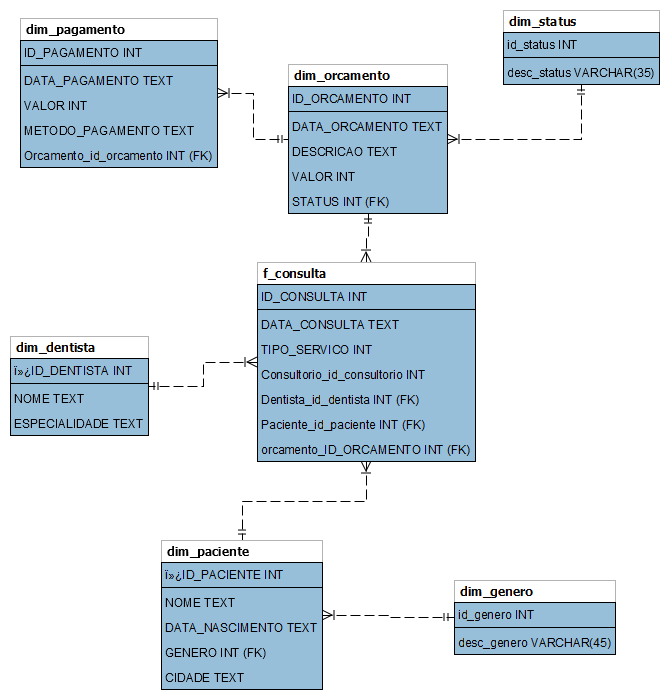 dim_pagamento
ID_PAGAMENTO INT
DATA_PAGAMENTO TEXT
VALOR INT
METODO_PAGAMENTO TEXT
Orcamento_id_orcamento INT (FK)
dim_orcamento
ID_ORCAMENTO INT
DATA_ORCAMENTO TEXT
DESCRICAO TEXT
VALOR INT
STATUS INT (FK)
dim_status
id_status INT
desc_status VARCHAR(35)
f_consulta
ID_CONSULTA INT
DATA_CONSULTA TEXT
TIPO_SERVICO INT
Consultorio_id_consultorio INT
Dentista_id_dentista INT (FK)
Paciente_id_paciente INT (FK)
orcamento_ID_ORCAMENTO INT (FK)
dim_dentista
ID_DENTISTA INT
NOME TEXT
ESPECIALIDADE TEXT
dim_paciente
ID_PACIENTE INT
NOME TEXT
DATA_NASCIMENTO TEXT
GENERO INT (FK)
CIDADE TEXT
dim_genero
id_genero INT
desc_genero VARCHAR(45)